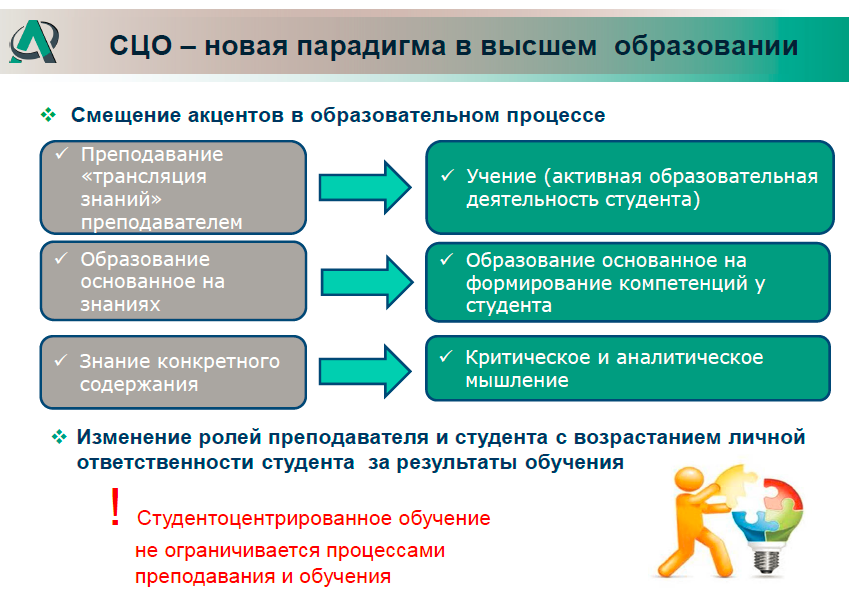 СЦО – новая парадигма в высшем образовании
❖ Смещение акцентов в образовательном процессе
✓ Преподавание
«трансляция
знаний»
преподавателем
✓ Учение (активная образовательная
деятельность студента)
✓ Образование
основанное на
знаниях
✓ Образование основанное на
формирование компетенций у
студента
✓ Знание конкретного
содержания
✓ Критическое и аналитическое
мышление
❖ Изменение ролей преподавателя и студента с возрастанием личной
ответственности студента за результаты обучения
! Студентоцентрированное обучение
не ограничивается процессами
преподавания и обучения